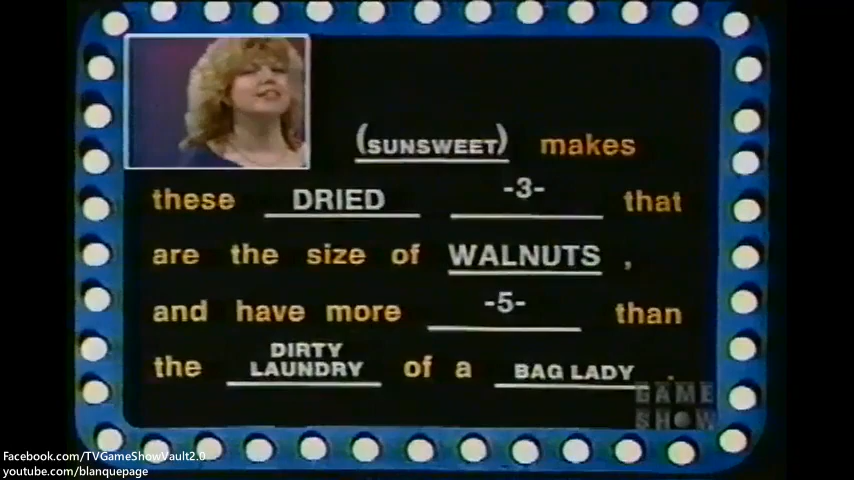 (SUNSWEET) makes
these DRIED -3- that
are the size of WALNUTS ,
and have more -5- than
the DIRTY LAUNDRY of a BAG LADY .
GAME
SHOW
Facebook.com/TVGameShowVault2.0
youtube.com/blanquepage